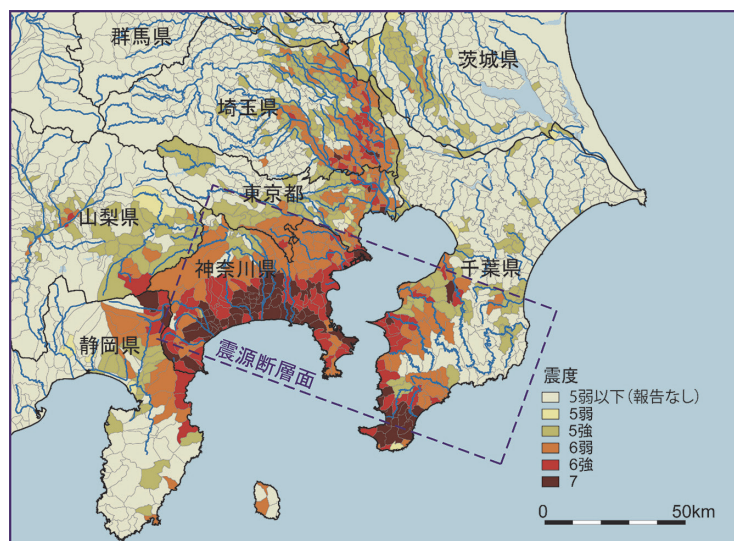 群馬県
茨城県
埼玉県
東京都
山梨県
神奈川県
千葉県
静岡県
震源断層面
震度
5弱以下(報告なし)
5弱
5強
6弱
6強
7
0
50km